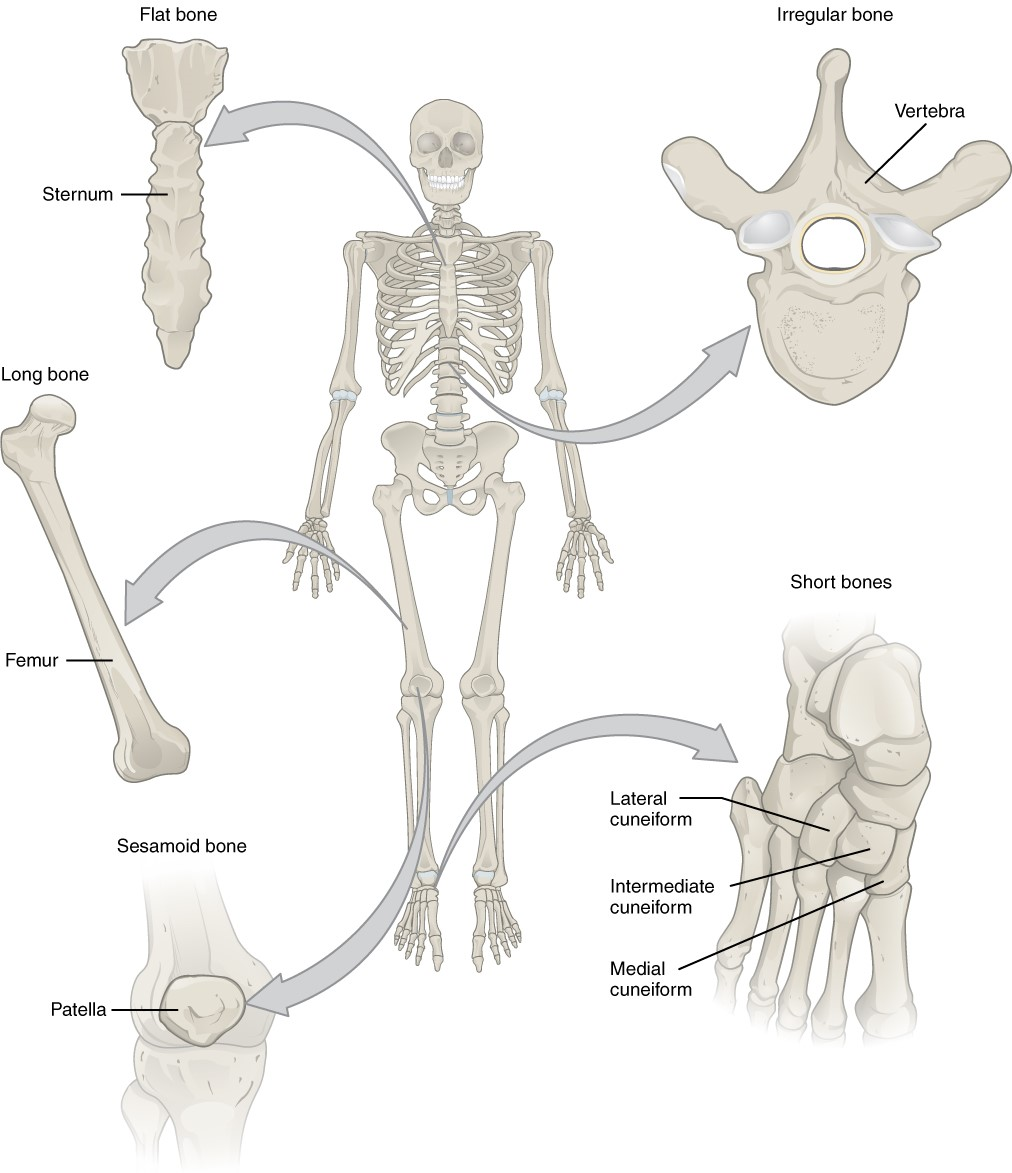 Flat bone
Irregular bone
Vertebra
Sternum
Long bone
Short bones
Femur
Lateral
cuneiform
Sesamoid bone
Intermediate
cuneiform
Medial
cuneiform
Patella